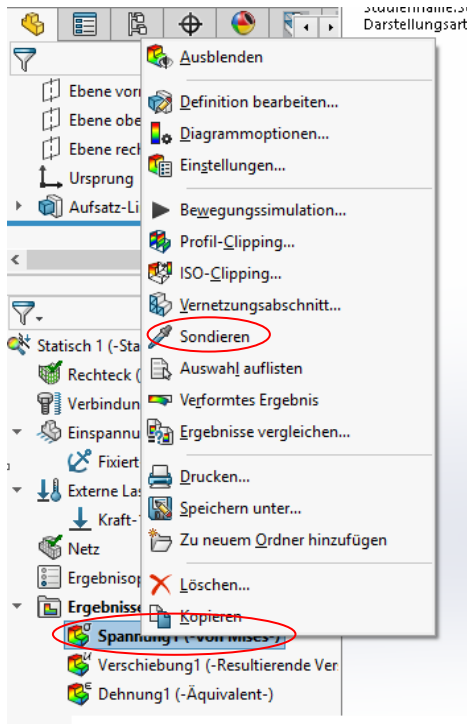 Studienname:S
Darstellungsart
Ausblenden
Ebene vor
Definition bearbeiten...
Ebene obe
Diagrammoptionen...
Ebene rech
Einstellungen...
Ursprung
Aufsatz-Li
Bewegungssimulation...
Profil-Clipping...
ISO-Clipping...
Vernetzungsabschnitt...
Sondieren
Statisch 1 (-Sta
Auswahl auflisten
Rechteck (
Verformtes Ergebnis
Verbindun
Ergebnisse vergleichen...
Einspannu
Fixiert
Drucken...
Externe Las
Speichern unter...
Kraft-
Zu neuem Ordner hinzufügen
Netz
Löschen...
Ergebnisop
Kopieren
Ergebnisse
Spannung1 (-Von Mises-)
Verschiebung1 (-Resultierende Ver
Dehnung1 (-Äquivalent-)